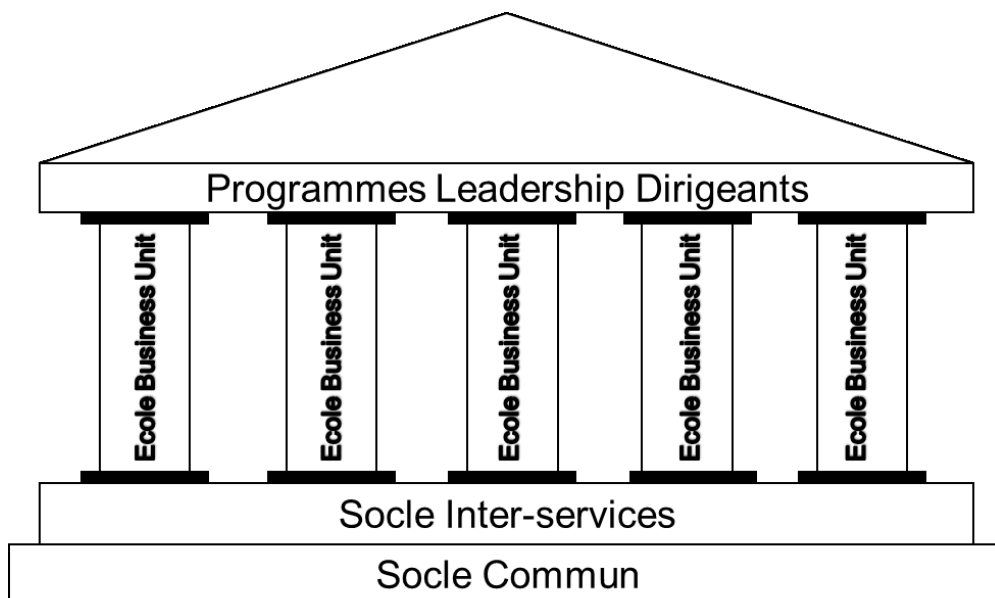 Programmes Leadership Dirigeants
Ecole Business Unit
Ecole Business Unit
Ecole Business Unit
Ecole Business Unit
Ecole Business Unit
Socle Inter-services
Socle Commun